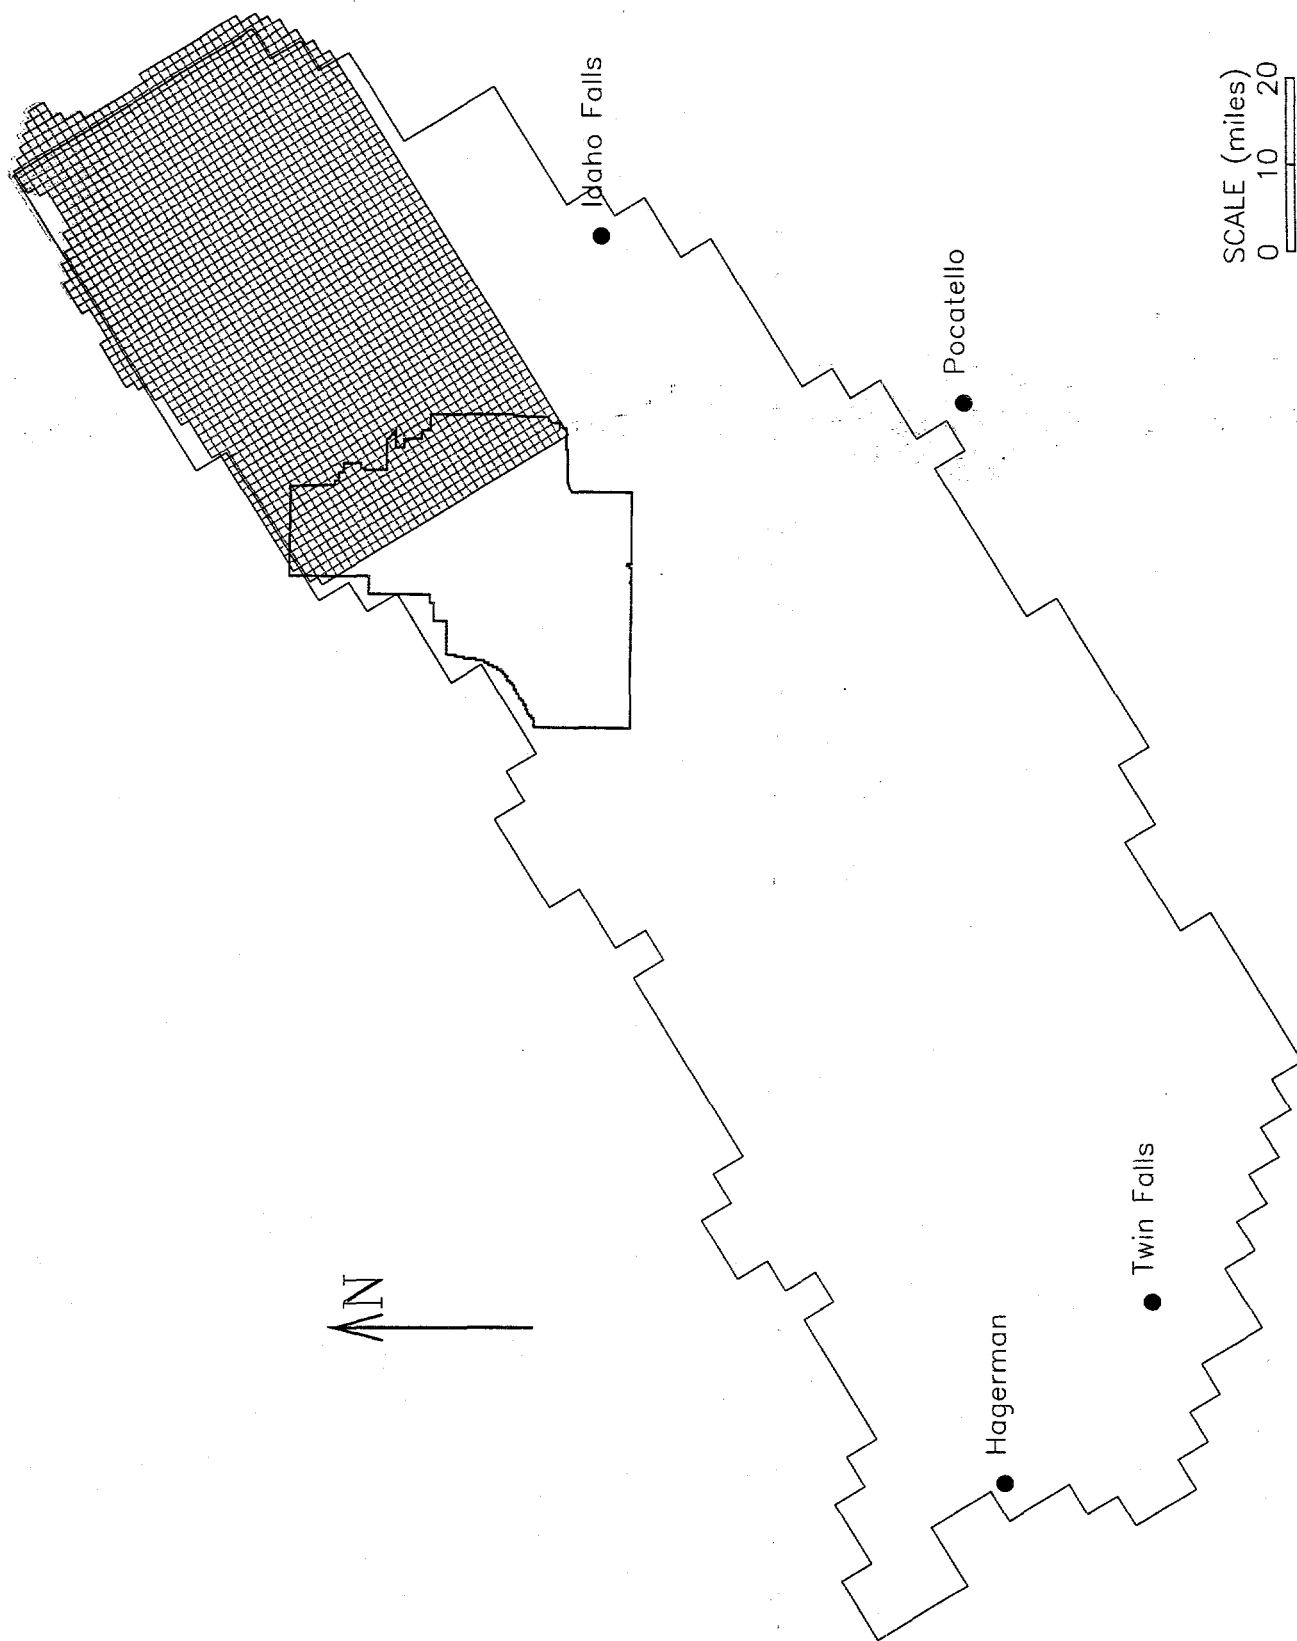 Idaho Falls
Pocatello
SCALE (miles)
0 10 20
N
Twin Falls
Hagerman